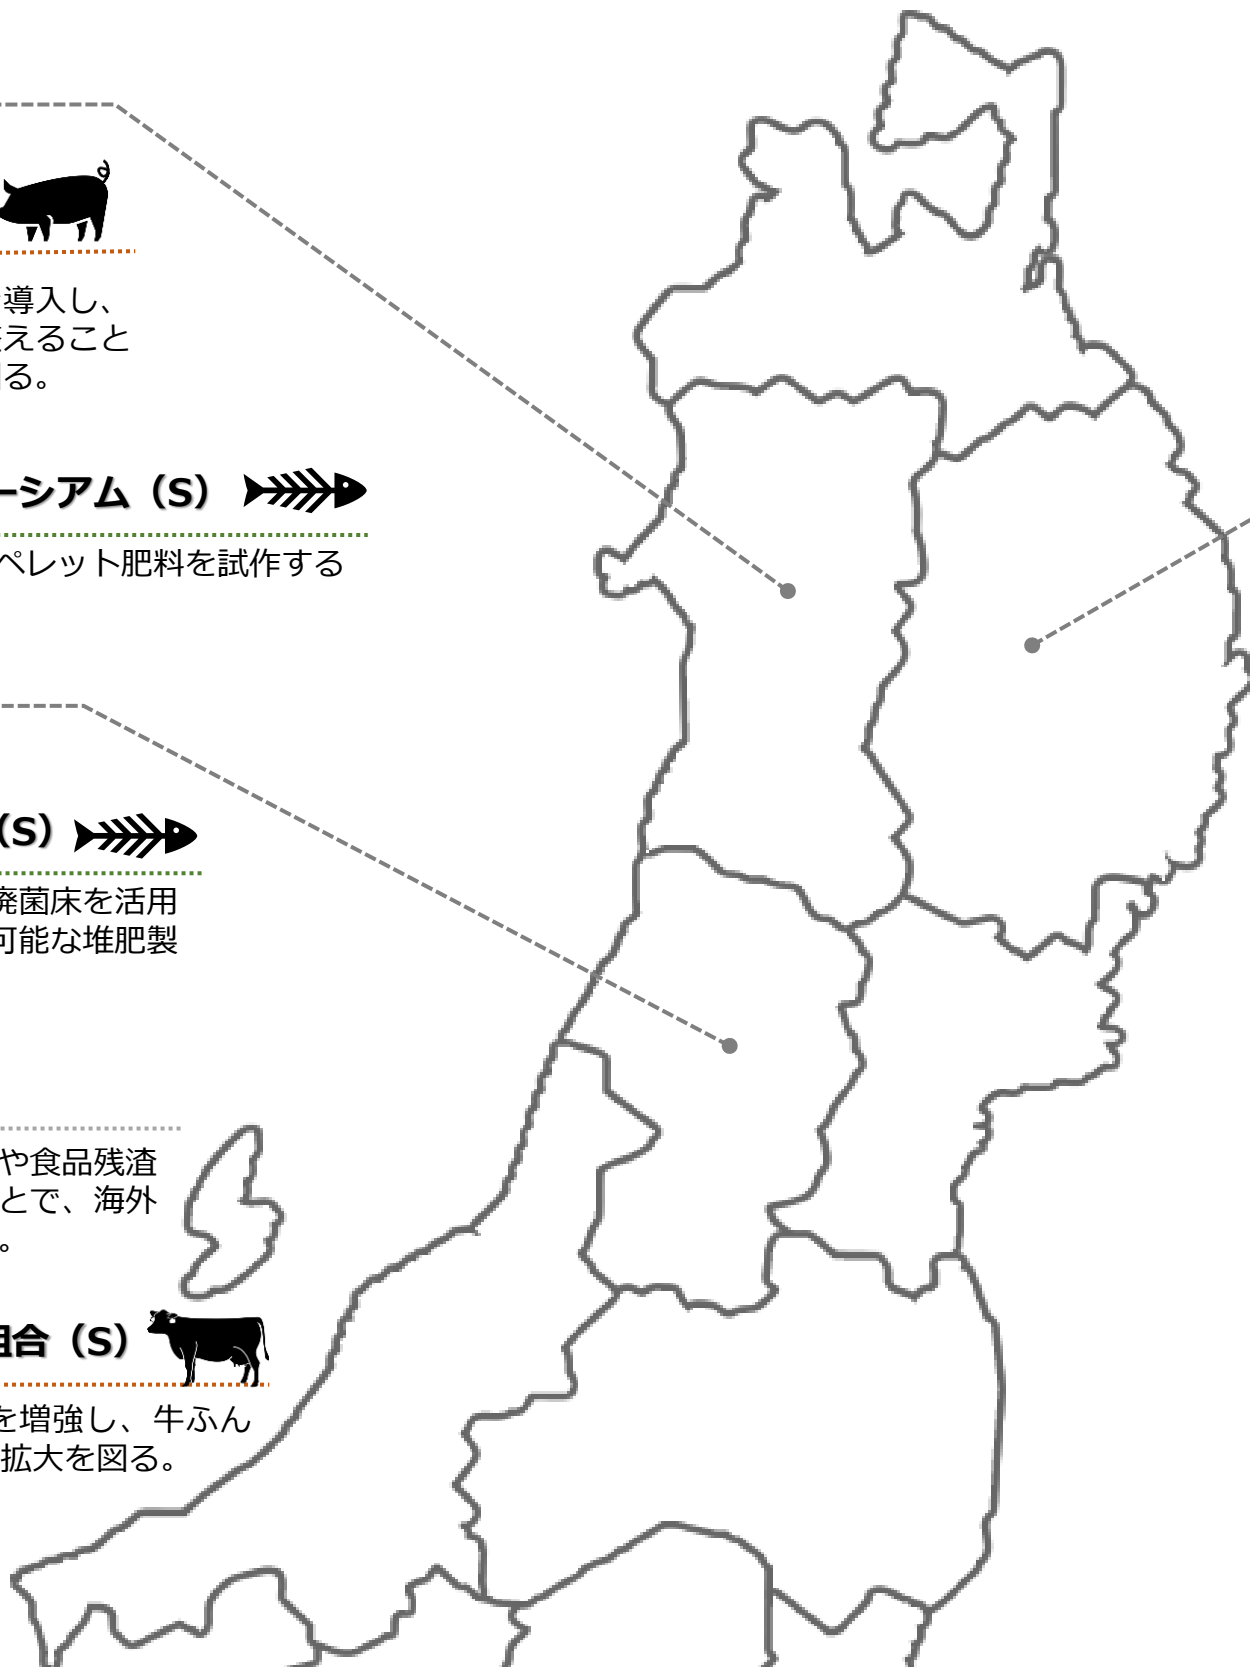 導入し、
えること
る。
ーシアム（S）
ペレット肥料を試作する
（S）
廃菌床を活用
可能な堆肥製
や食品残渣
とで、海外
。
組合（S）
を増強し、牛ふん
拡大を図る。